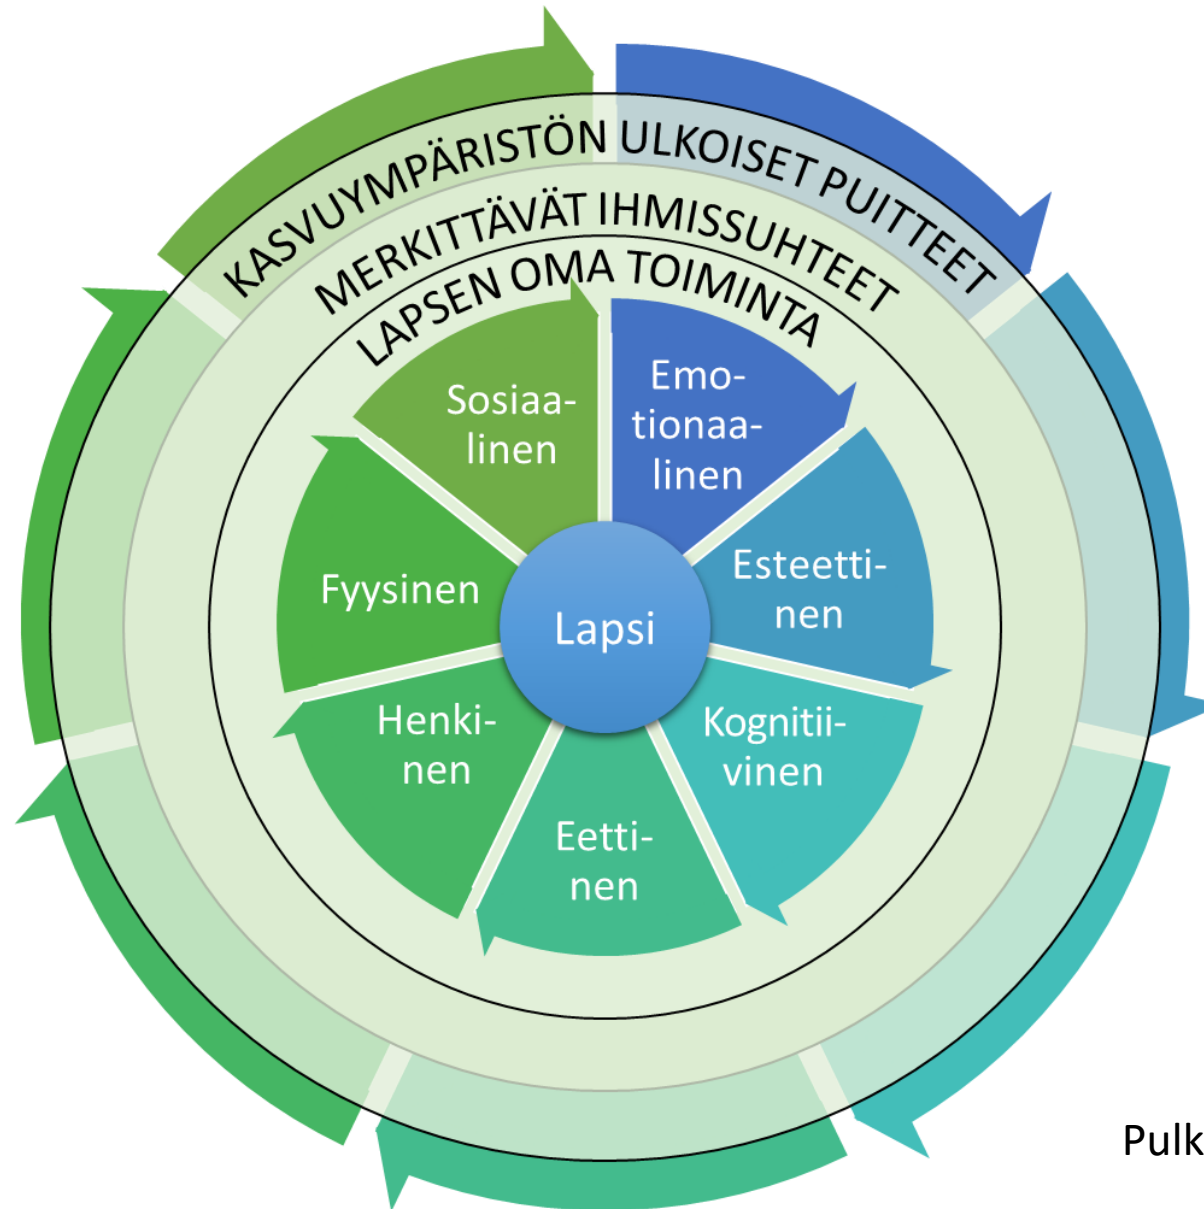 KASVUYMPÄRISTÖN ULKOISET PUITTEET
MERKITTÄVÄT IHMISSUHTEET
LAPSEN OMA TOIMINTA
Sosiaa-
linen
Emo-
tionaa-
linen
Esteetti-
nen
Kognitii-
vinen
Eetti-
nen
Henki-
nen
Fyysinen
Lapsi
Pulk